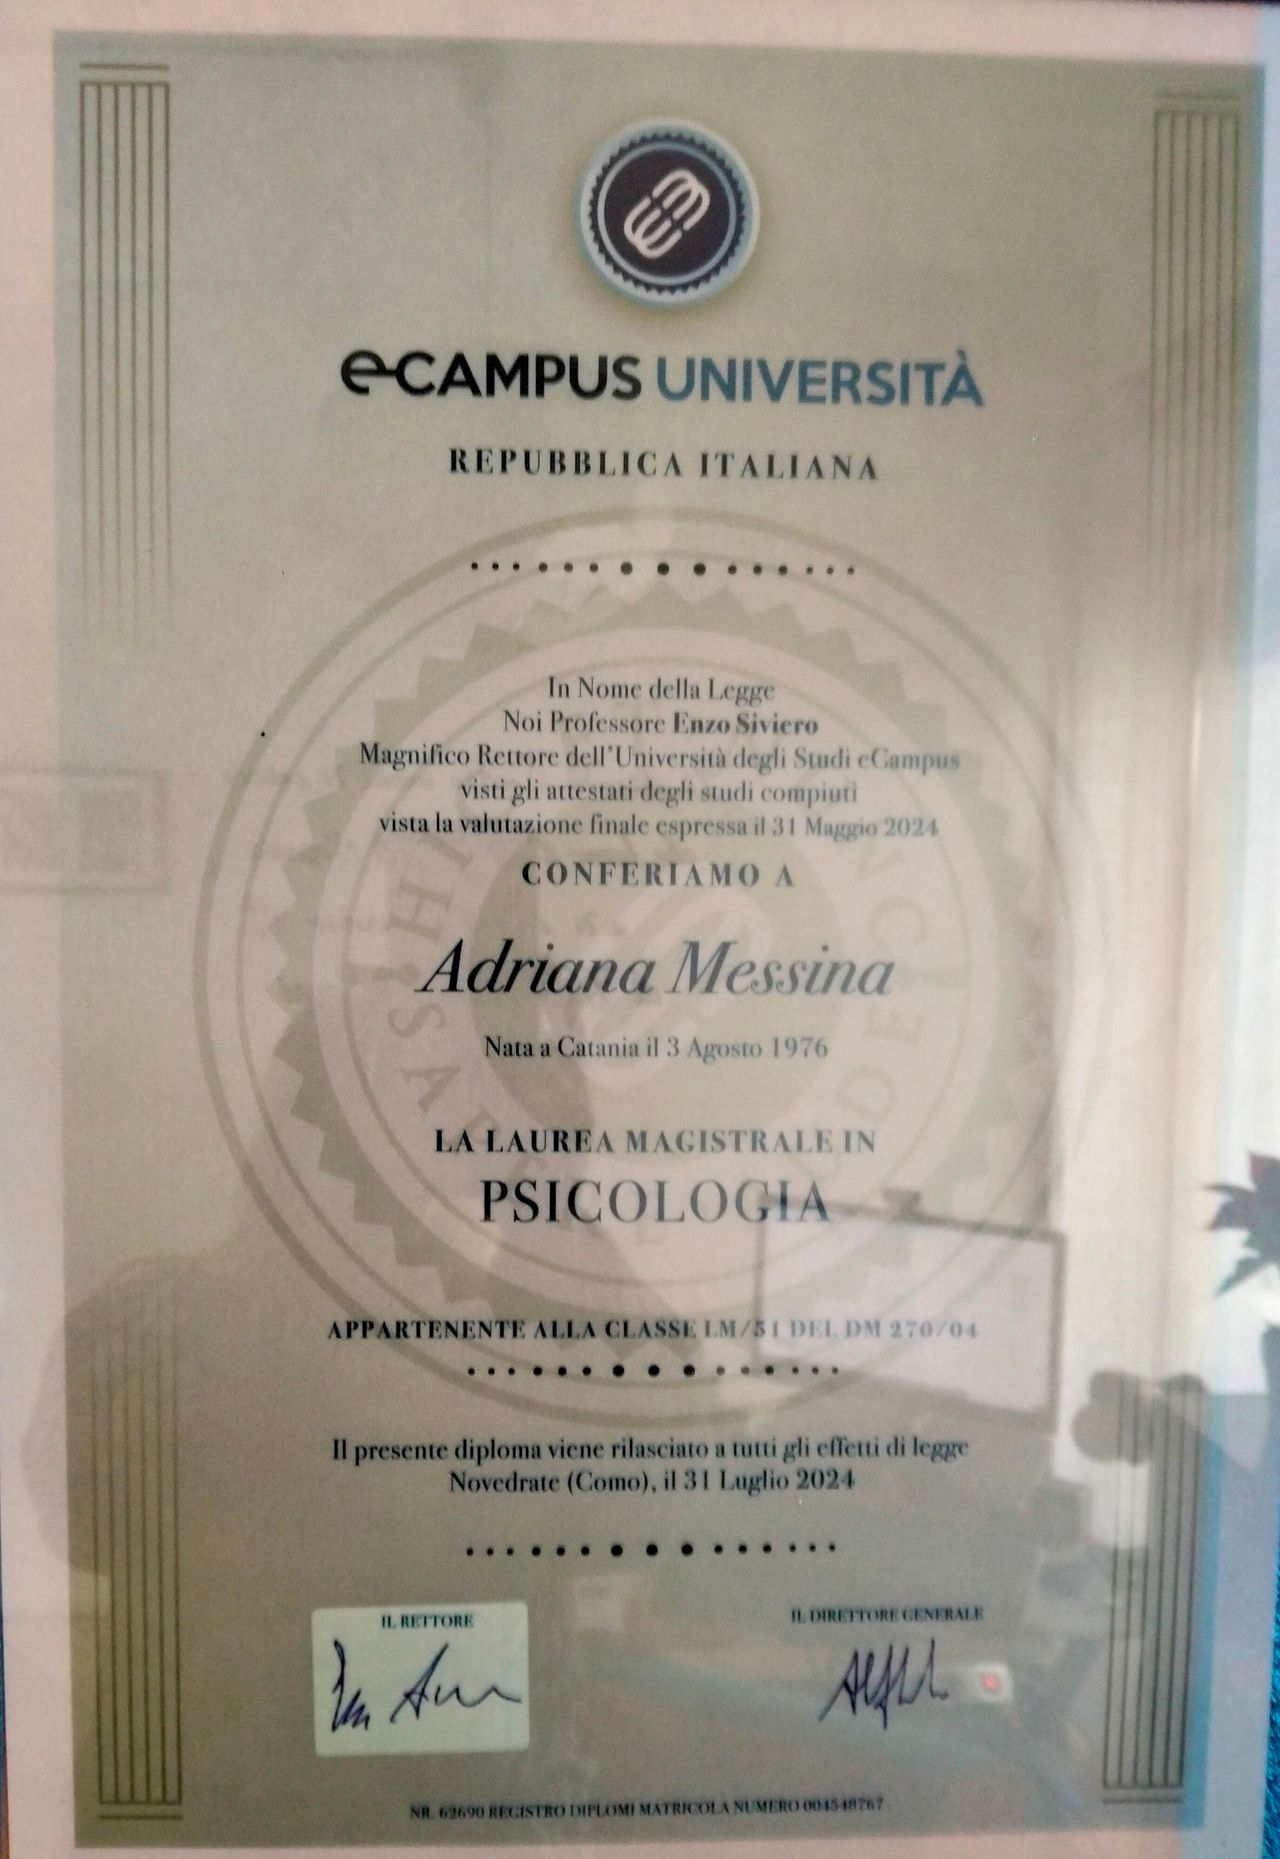 eCAMPUS UNIVERSITÀ
REPUBBLICA ITALIANA
In Nome della Legge
Noi Professore Enzo Siviero
Magnifico Rettore dell'Università degli Studi eCampus
visti gli attestati degli studi compiuti
vista la valutazione finale espressa il 31 Maggio 2024
CONFERIAMO A
Adriana Messina
Nata a Catania il 3 Agosto 1976
LA LAUREA MAGISTRALE IN
PSICOLOGIA
APPARTENENTE ALLA CLASSE LM/51 DEL DM 270/04
Il presente diploma viene rilasciato a tutti gli effetti di legge
Novedrate (Como), il 31 Luglio 2024
IL RETTORE
IL DIRETTORE GENERALE
NR. 62690 REGISTRO DIPLOMI MATRICOLA NUMERO 004548767